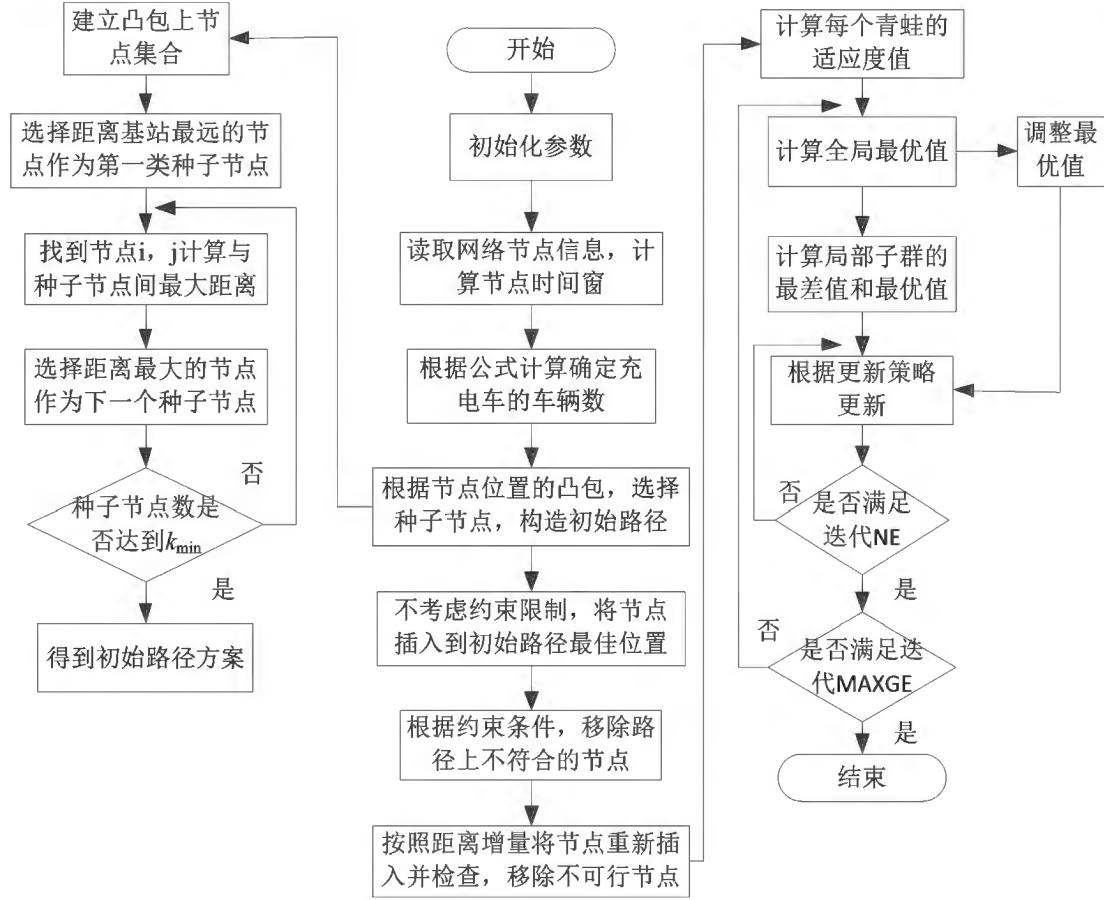 建立凸包上节
点集合
选择距离基站最远的节
点作为第一类种子节点
找到节点i，j计算与
种子节点间最大距离
选择距离最大的节点
作为下一个种子节点
否
种子节点数是
否达到kmin
是
得到初始路径方案
开始
初始化参数
读取网络节点信息，计
算节点时间窗
根据公式计算确定充
电车的车辆数
根据节点位置的凸包，选择
种子节点，构造初始路径
不考虑约束限制，将节点
插入到初始路径最佳位置
根据约束条件，移除路
径上不符合的节点
按照距离增量将节点重新插
入并检查，移除不可行节点
计算每个青蛙的
适应度值
计算全局最优值
调整最
优值
计算局部子群的
最差值和最优值
根据更新策略
更新
否
是否满足
迭代NE
是
否
是否满足迭
代MAXGE
是
结束